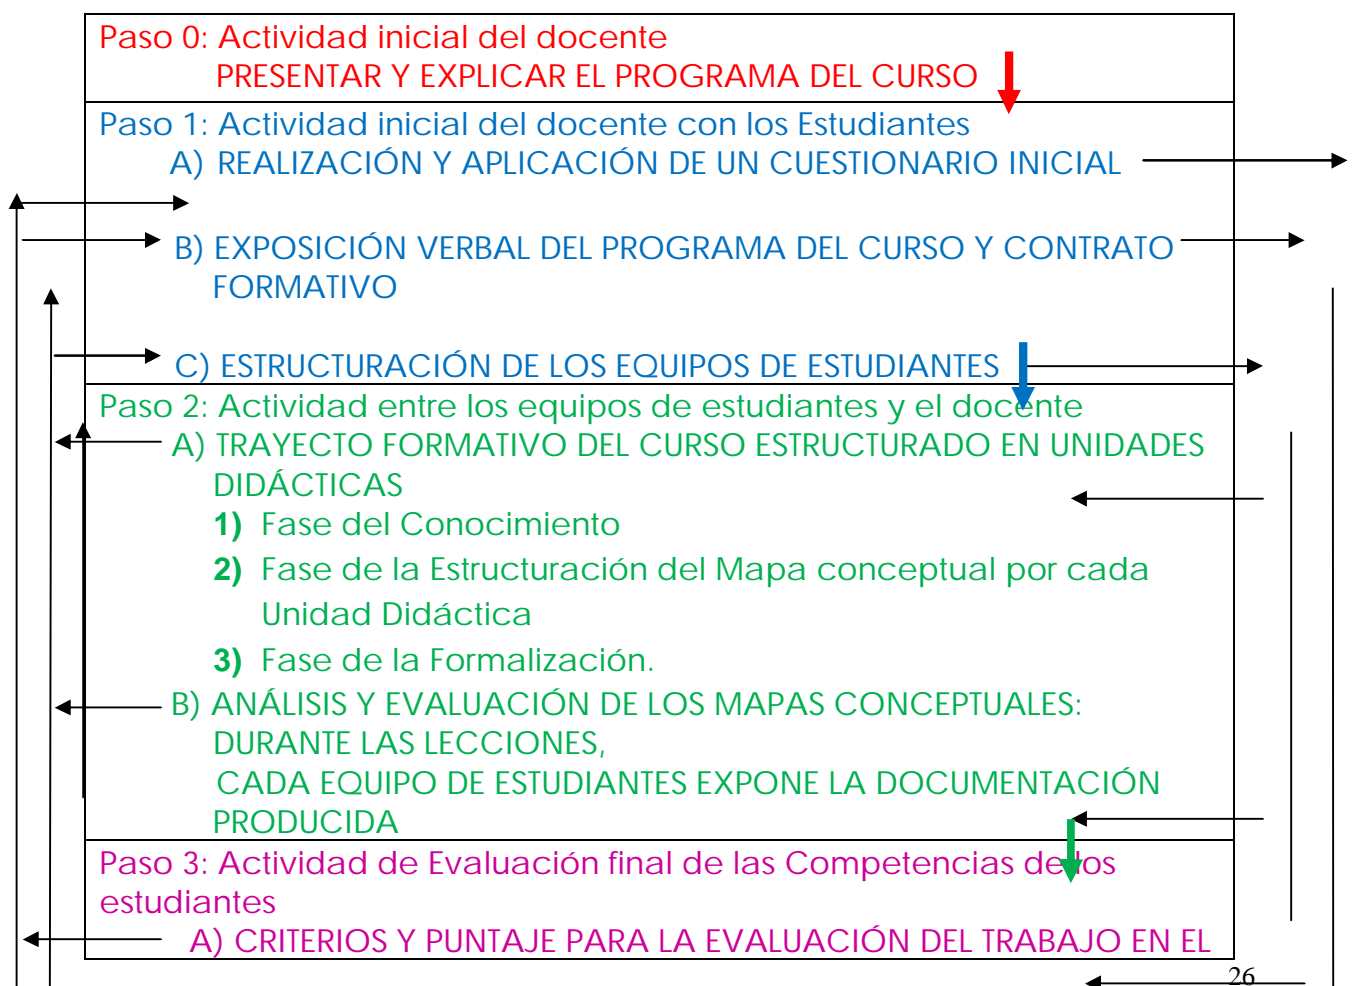 Paso 0: Actividad inicial del docente
PRESENTAR Y EXPLICAR EL PROGRAMA DEL CURSO
Paso 1: Actividad inicial del docente con los Estudiantes
A) REALIZACIÓN Y APLICACIÓN DE UN CUESTIONARIO INICIAL
B) EXPOSICIÓN VERBAL DEL PROGRAMA DEL CURSO Y CONTRATO
FORMATIVO
C) ESTRUCTURACIÓN DE LOS EQUIPOS DE ESTUDIANTES
Paso 2: Actividad entre los equipos de estudiantes y el docente
A) TRAYECTO FORMATIVO DEL CURSO ESTRUCTURADO EN UNIDADES
DIDÁCTICAS
1) Fase del Conocimiento
2) Fase de la Estructuración del Mapa conceptual por cada
Unidad Didáctica
3) Fase de la Formalización.
B) ANÁLISIS Y EVALUACIÓN DE LOS MAPAS CONCEPTUALES:
DURANTE LAS LECCIONES,
CADA EQUIPO DE ESTUDIANTES EXPONE LA DOCUMENTACIÓN
PRODUCIDA
Paso 3: Actividad de Evaluación final de las Competencias de los
estudiantes
A) CRITERIOS Y PUNTAJE PARA LA EVALUACIÓN DEL TRABAJO EN EL
26